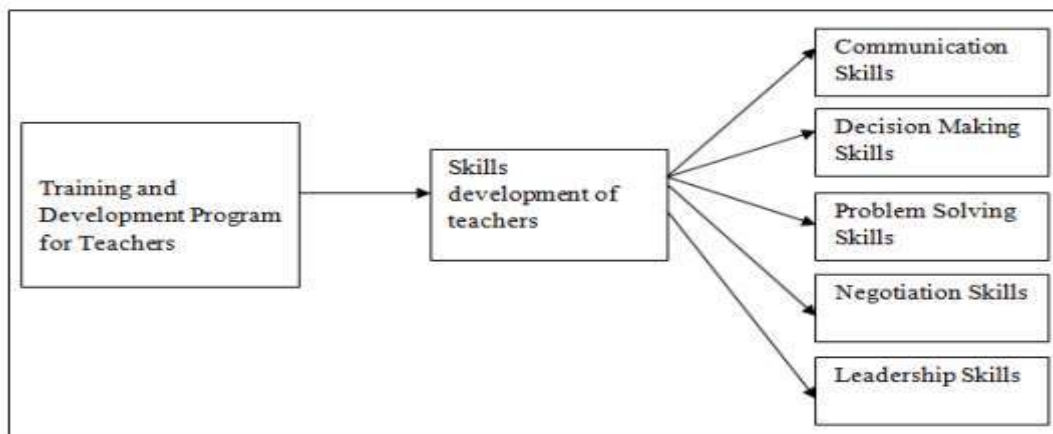 Training and
Development Program
for Teachers
Skills
development of
teachers
Communication
Skills
Decision Making
Skills
Problem Solving
Skills
Negotiation Skills
Leadership Skills